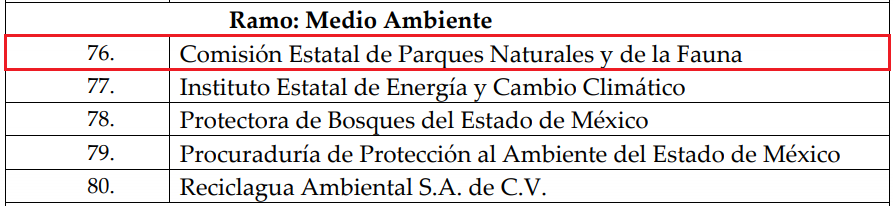 Ramo: Medio Ambiente
76. Comisión Estatal de Parques Naturales y de la Fauna
77. Instituto Estatal de Energía y Cambio Climático
78. Protectora de Bosques del Estado de México
79. Procuraduría de Protección al Ambiente del Estado de México
80. Reciclagua Ambiental S.A. de C.V.